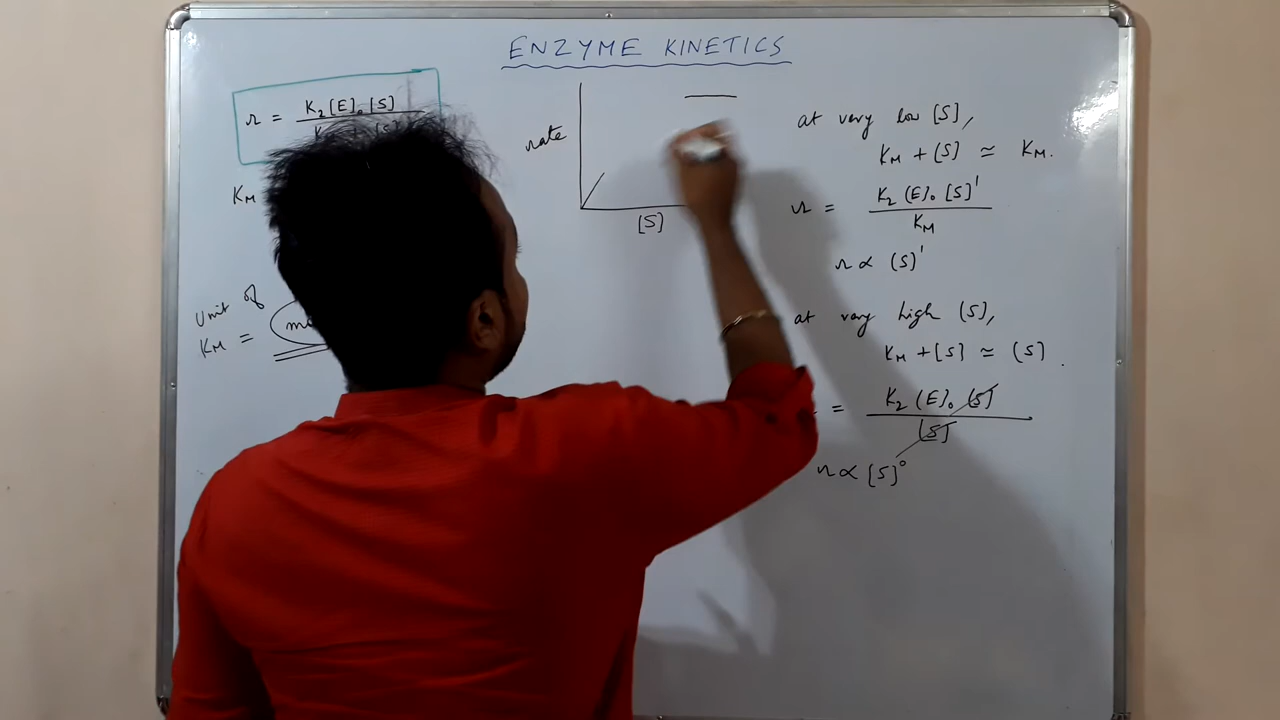 ENZYME KINETICS
r = K2 [E]0 [S]
KM
Unit of
KM =
rate
[S]
at very low [S],
KM + [S] ≃ KM.
r = K2 [E]0 [S]¹
KM
r ∝ [S]¹
at very high [S],
KM + [S] ≃ [S].
= K2 [E]0 [S]
[S]
r ∝ [S]⁰